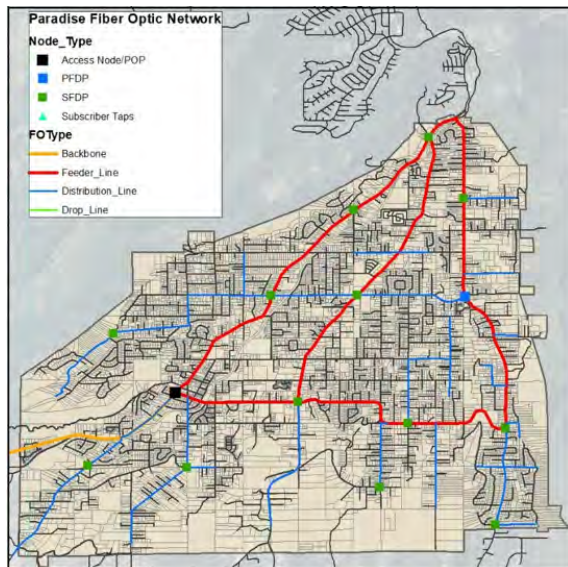 Paradise Fiber Optic Network
Node_Type
Access Node/POP
PFDP
SFDP
Subscriber Taps
FOType
Backbone
Feeder_Line
Distribution_Line
Drop_Line